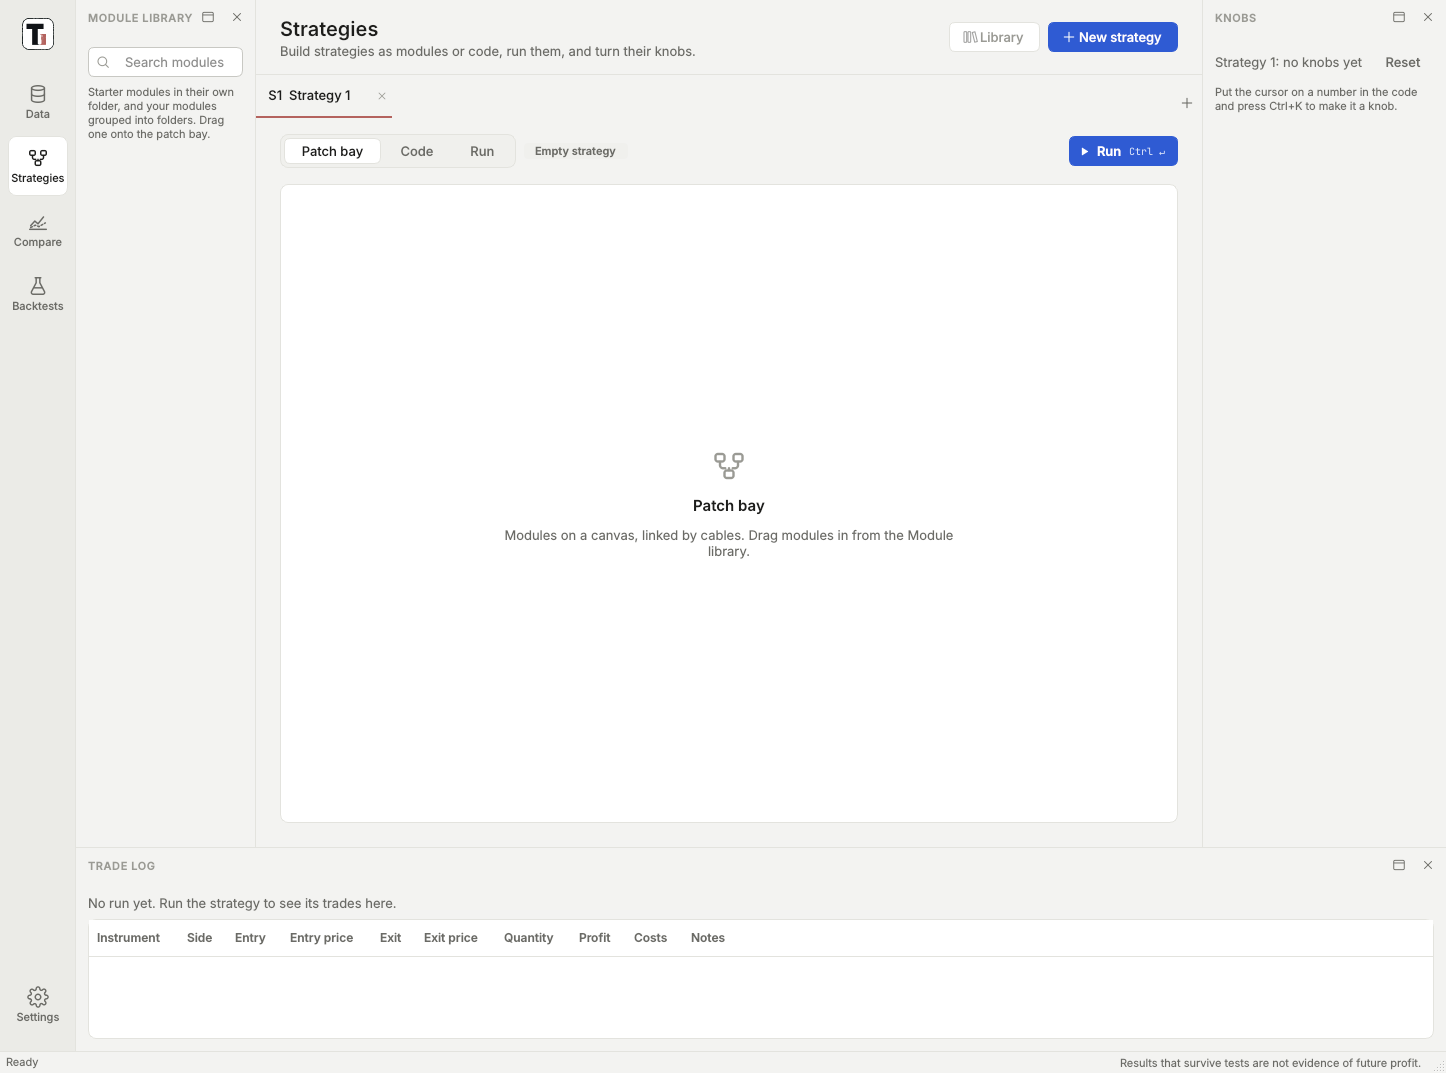 MODULE LIBRARY
Search modules
Starter modules in their own
folder, and your modules
grouped into folders. Drag
one onto the patch bay.
Data
Strategies
Compare
Backtests
Settings
Strategies
Build strategies as modules or code, run them, and turn their knobs.
Library
New strategy
S1 Strategy 1
Patch bay
Code
Run
Empty strategy
Run Ctrl ↵
Patch bay
Modules on a canvas, linked by cables. Drag modules in from the Module
library.
KNOBS
Strategy 1: no knobs yet
Reset
Put the cursor on a number in the code
and press Ctrl+K to make it a knob.
TRADE LOG
No run yet. Run the strategy to see its trades here.
Instrument Side Entry Entry price Exit Exit price Quantity Profit Costs Notes
Ready
Results that survive tests are not evidence of future profit.